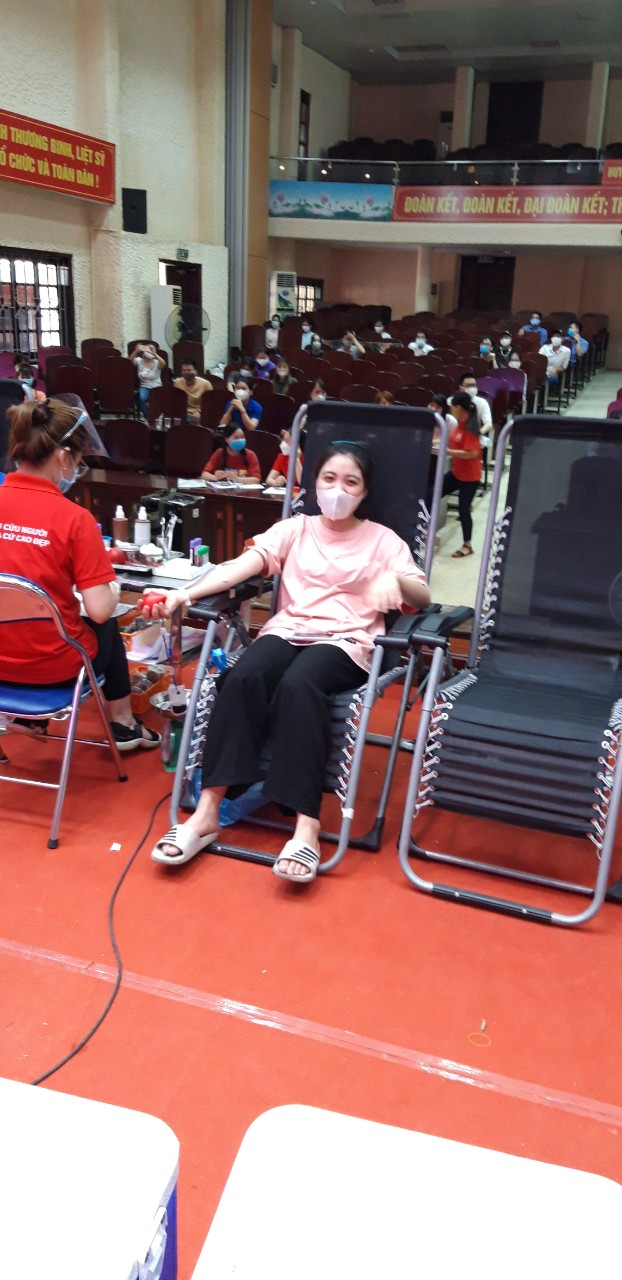 H THƯƠNG BINH, LIỆT SỸ
Ổ CHỨC VÀ TOÀN DÂN !
ĐOÀN KẾT, ĐOÀN KẾT, ĐẠI ĐOÀN KẾT; TH
HUY
CỨU NGƯỜI
CỬ CAO ĐẸP